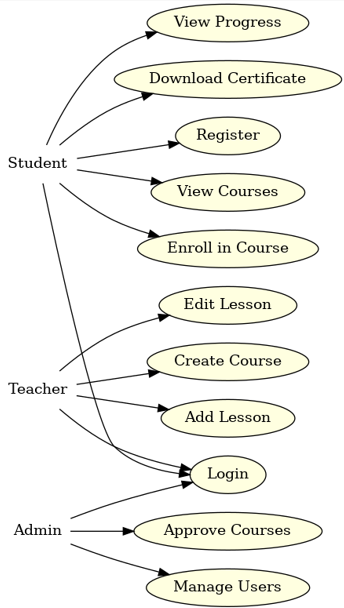 View Progress
Download Certificate
Register
Student
View Courses
Enroll in Course
Edit Lesson
Create Course
Teacher
Add Lesson
Login
Admin
Approve Courses
Manage Users